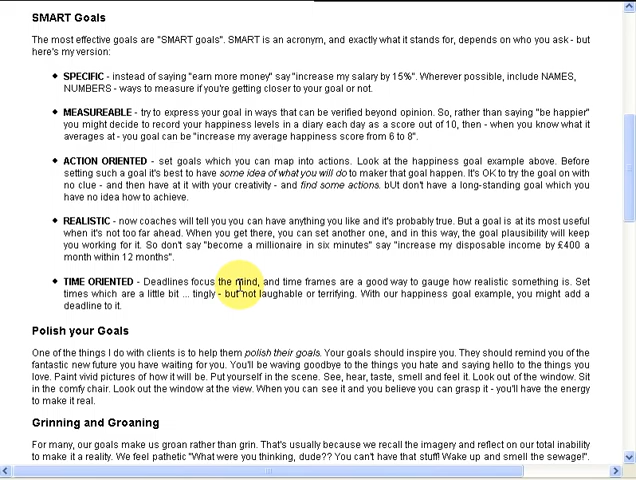 SMART Goals
The most effective goals are "SMART goals". SMART is an acronym, and exactly what it stands for, depends on who you ask - but
here's my version:
SPECIFIC - instead of saying "earn more money" say "increase my salary by 15%". Wherever possible, include NAMES,
NUMBERS - ways to measure if you're getting closer to your goal or not.
MEASUREABLE - try to express your goal in ways that can be verified beyond opinion. So, rather than saying "be happier"
you might decide to record your happiness levels in a diary each day as a score out of 10, then - when you know what it
averages at - you goal can be "increase my average happiness score from 6 to 8".
ACTION ORIENTED - set goals which you can map into actions. Look at the happiness goal example above. Before
setting such a goal it's best to have some idea of what you will do to make that goal happen. It's OK to try the goal on with
no clue - and then have at it with your creativity - and find some actions. bUt don't have a long-standing goal which you
have no idea how to achieve.
REALISTIC - now coaches will tell you you can have anything you like and it's probably true. But a goal is at its most useful
when it's not too far ahead. When you get there, you can set another one, and in this way, the goal plausibility will keep
you working for it. So don't say "become a millionaire in six minutes" say "increase my disposable income by £400 a
month within 12 months".
TIME ORIENTED - Deadlines focus the mind, and time frames are a good way to gauge how realistic something is. Set
times which are a little bit ... tingly - but not laughable or terrifying. With our happiness goal example, you might add a
deadline to it.
Polish your Goals
One of the things I do with clients is to help them polish their goals. Your goals should inspire you. They should remind you of the
fantastic new future you have waiting for you. You'll be waving goodbye to the things you hate and saying hello to the things you
love. Paint vivid pictures of how it will be. Put yourself in the scene. See, hear, taste, smell and feel it. Look out of the window. Sit
in the comfy chair. Look out the window at the view. When you can see it and you believe you can grasp it - you'll have the energy
to make it real.
Grinning and Groaning
For many, our goals make us groan rather than grin. That's usually because we recall the imagery and reflect on our total inability
to make it a reality. We feel pathetic "What were you thinking, dude?? You can't have that stuff! Wake up and smell the sewage!".